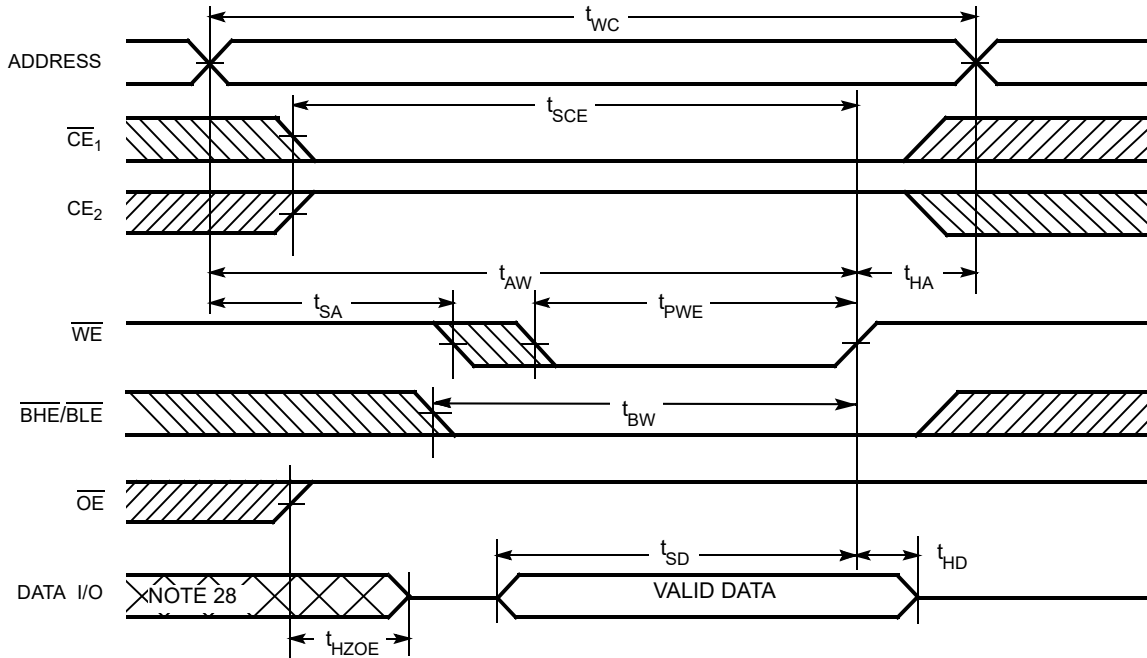 tWC
ADDRESS
tSCE
CE1
CE2
tAW
tHA
tSA
tPWE
WE
BHE/BLE
tBW
OE
tSD
tHD
DATA I/O
NOTE 28
VALID DATA
tHZOE